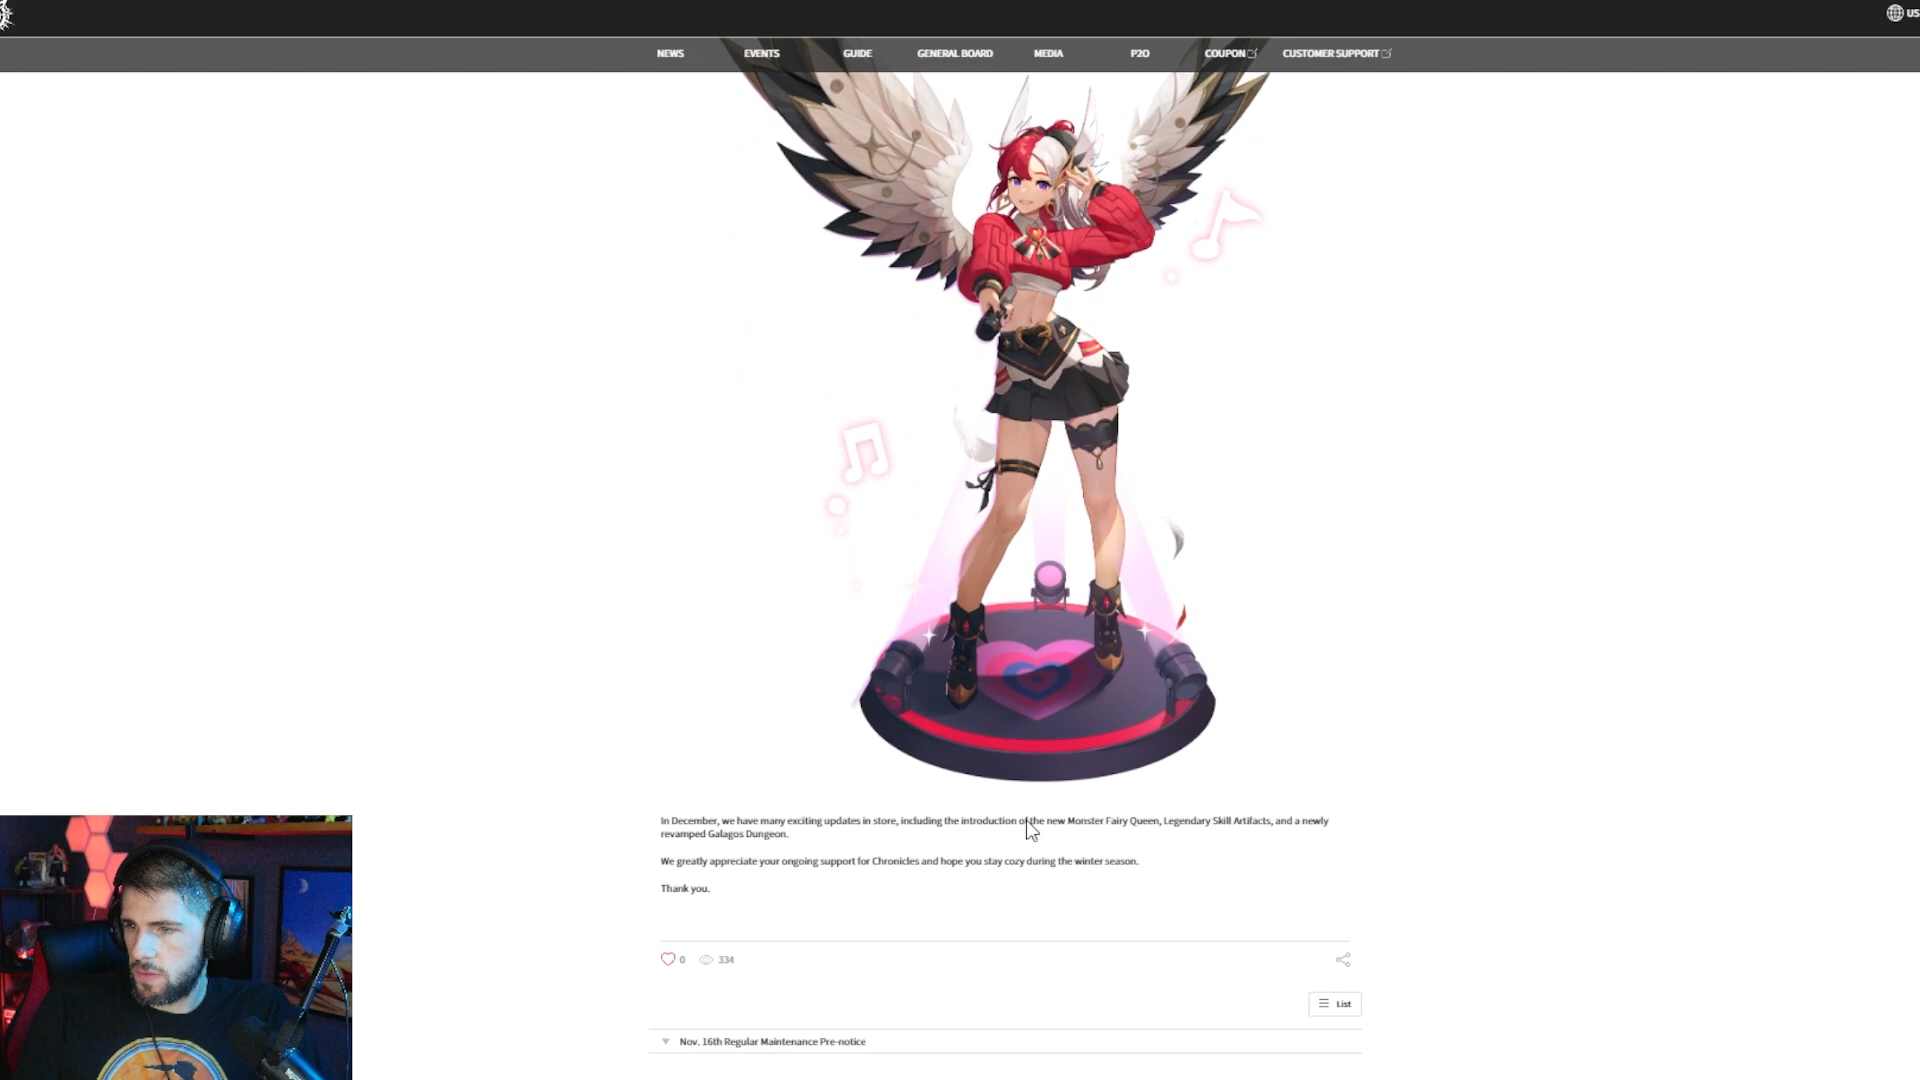 US
NEWS
EVENTS
GUIDE
GENERAL BOARD
MEDIA
P2O
COUPON
CUSTOMER SUPPORT
In December, we have many exciting updates in store, including the introduction of the new Monster Fairy Queen, Legendary Skill Artifacts, and a newly
revamped Galagos Dungeon.
We greatly appreciate your ongoing support for Chronicles and hope you stay cozy during the winter season.
Thank you.
0
334
List
Nov. 16th Regular Maintenance Pre-notice